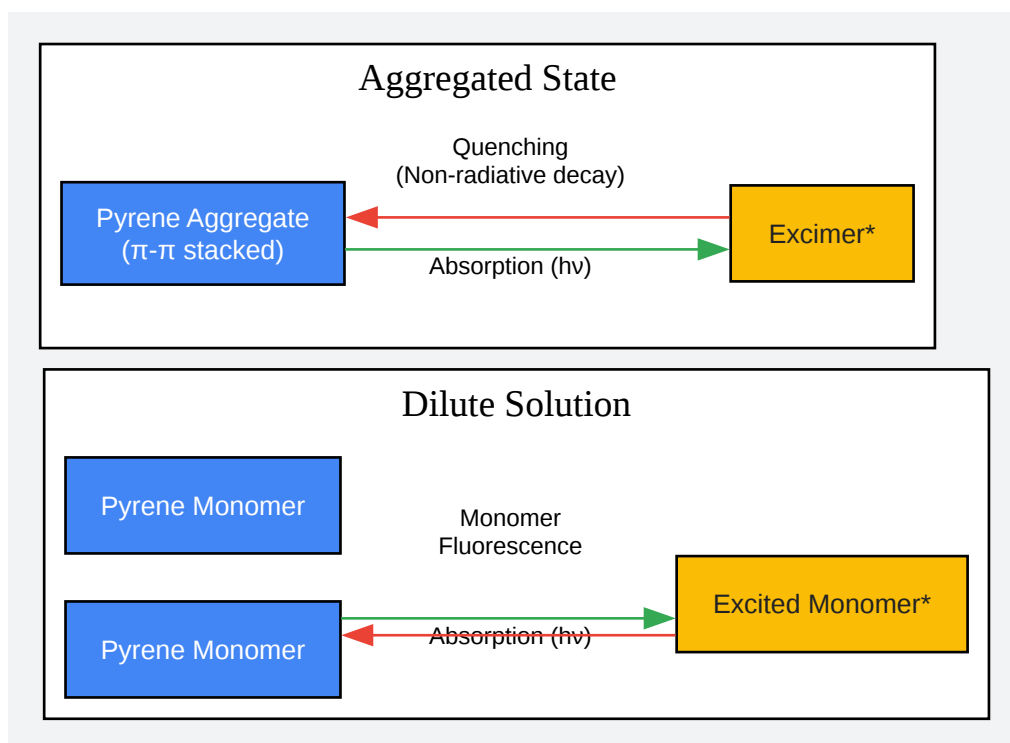 Aggregated State
Quenching
(Non-radiative decay)
Pyrene Aggregate
(π-π stacked)
Excimer*
Absorption (hν)
Dilute Solution
Pyrene Monomer
Monomer
Fluorescence
Excited Monomer*
Pyrene Monomer
Absorption (hν)